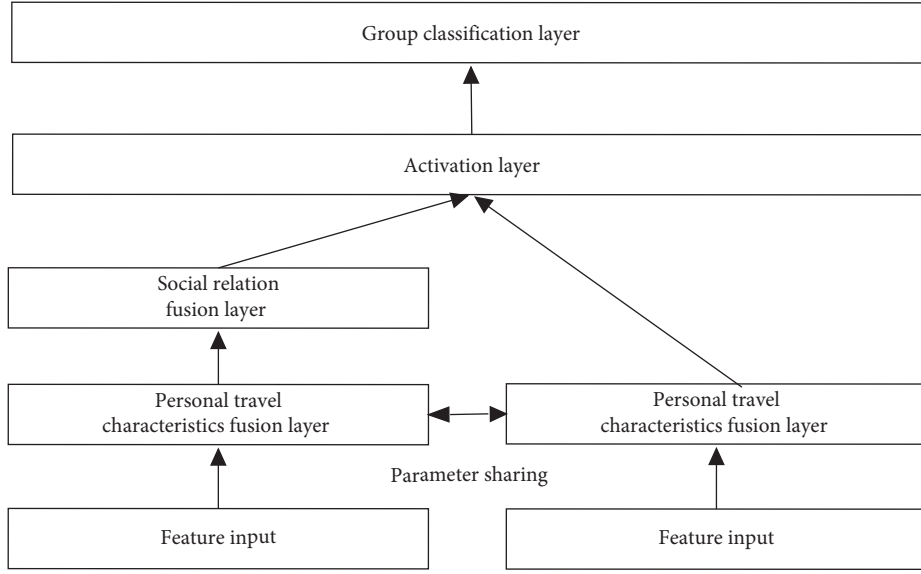 Group classification layer
Activation layer
Social relation
fusion layer
Personal travel
characteristics fusion layer
Personal travel
characteristics fusion layer
Parameter sharing
Feature input
Feature input